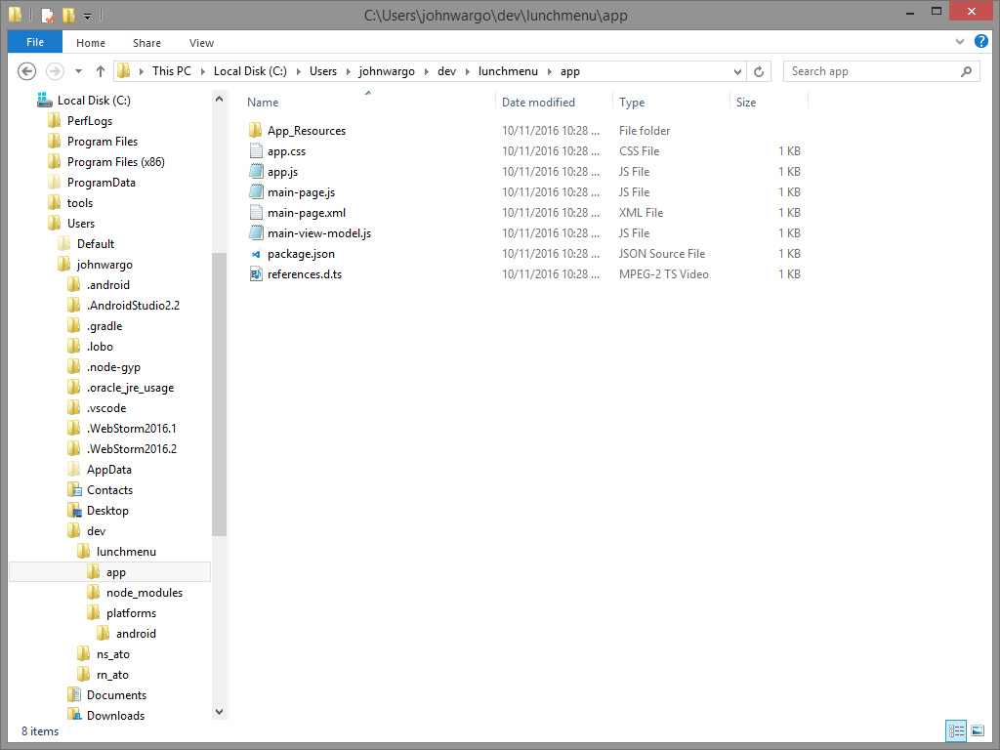 C:\Users\johnwargo\dev\lunchmenu\app
File Home Share View
This PC Local Disk (C:) Users johnwargo dev lunchmenu app
Search app
Local Disk (C:)
PerfLogs
Program Files
Program Files (x86)
ProgramData
tools
Users
Default
johnwargo
.android
.AndroidStudio2.2
.gradle
.lobo
.node-gyp
.oracle_jre_usage
.vscode
.WebStorm2016.1
.WebStorm2016.2
AppData
Contacts
Desktop
dev
lunchmenu
app
node_modules
platforms
android
ns_ato
rn_ato
Documents
Downloads
Name Date modified Type Size
App_Resources 10/11/2016 10:28 ... File folder
app.css 10/11/2016 10:28 ... CSS File 1 KB
app.js 10/11/2016 10:28 ... JS File 1 KB
main-page.js 10/11/2016 10:28 ... JS File 1 KB
main-page.xml 10/11/2016 10:28 ... XML File 1 KB
main-view-model.js 10/11/2016 10:28 ... JS File 1 KB
package.json 10/11/2016 10:28 ... JSON Source File 1 KB
references.d.ts 10/11/2016 10:28 ... MPEG-2 TS Video 1 KB
8 items